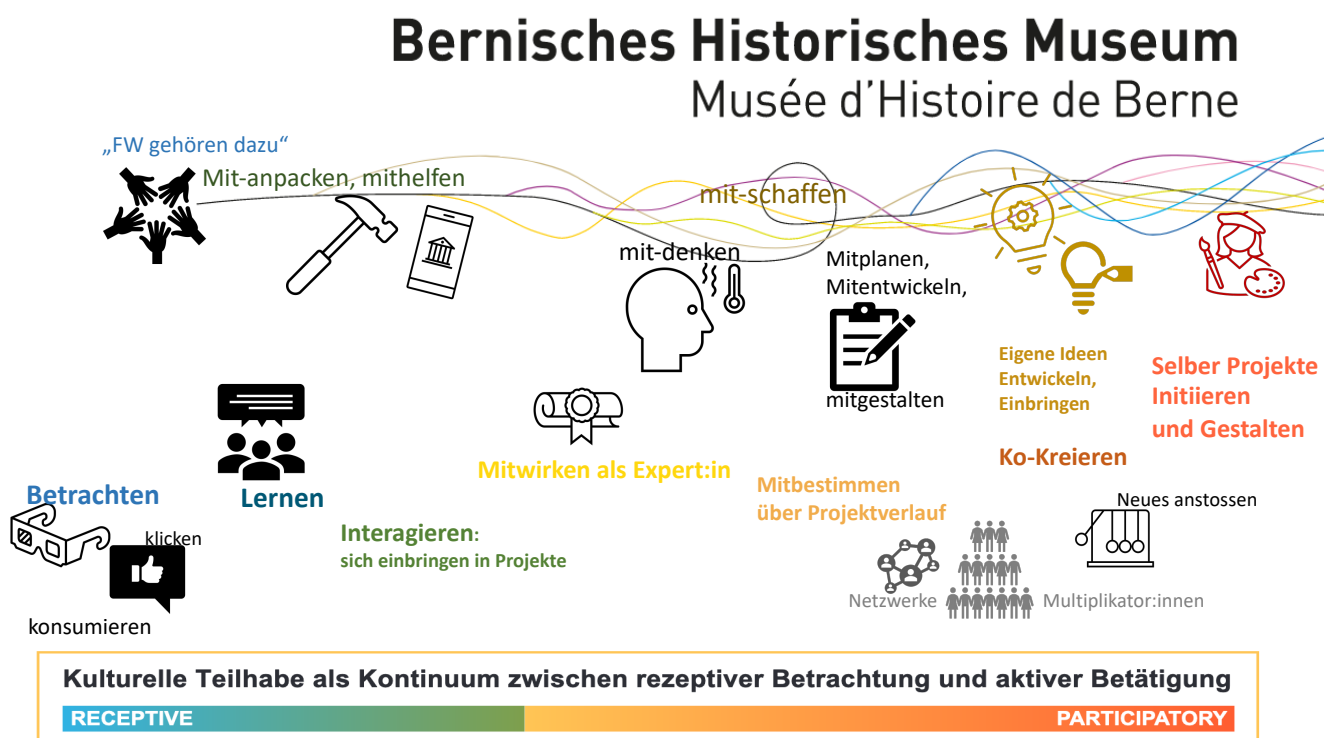 Bernisches Historisches Museum
Musée d’Histoire de Berne
„FW gehören dazu“
Mit-anpacken, mithelfen
mit-schaffen
mit-denken
Mitplanen,
Mitentwickeln,
mitgestalten
Eigene Ideen
Entwickeln,
Einbringen
Selber Projekte
Initiieren
und Gestalten
Ko-Kreieren
Mitwirken als Expert:in
Mitbestimmen
über Projektverlauf
Betrachten
Lernen
klicken
konsumieren
Interagieren:
sich einbringen in Projekte
Neues anstossen
Netzwerke
Multiplikator:innen
Kulturelle Teilhabe als Kontinuum zwischen rezeptiver Betrachtung und aktiver Betätigung
RECEPTIVE
PARTICIPATORY